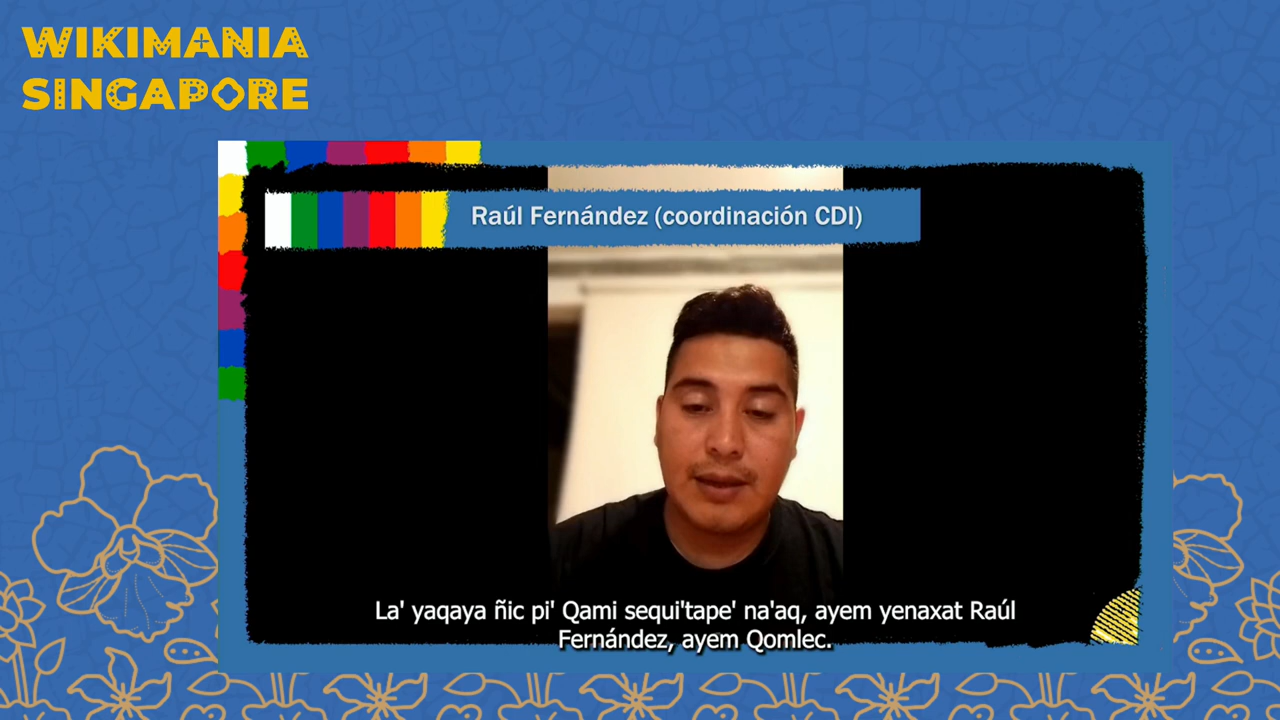 WIKIMANIA
SINGAPORE
Raúl Fernández (coordinación CDI)
La' yaqaya ñic pi' Qami sequi'tape' na'aq, ayem yenaxat Raúl
Fernández, ayem Qomlec.